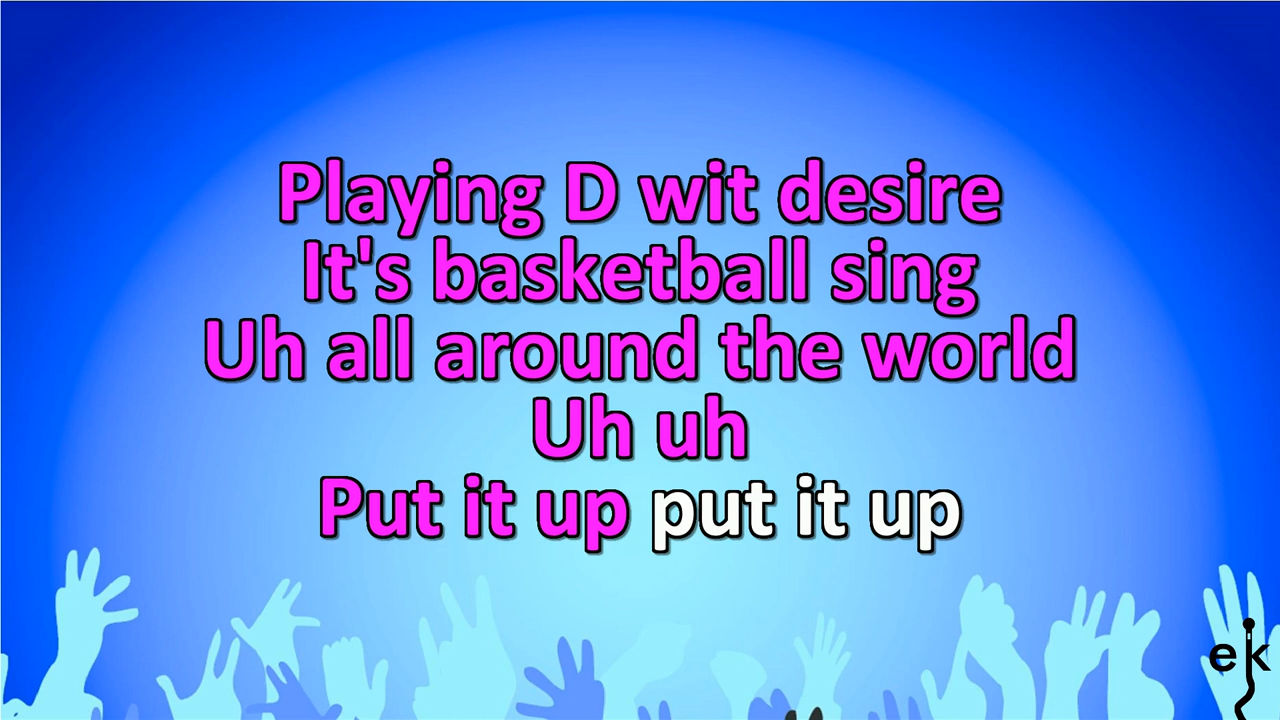 Playing D wit desire
It's basketball sing
Uh all around the world
Uh uh
Put it up put it up
ek